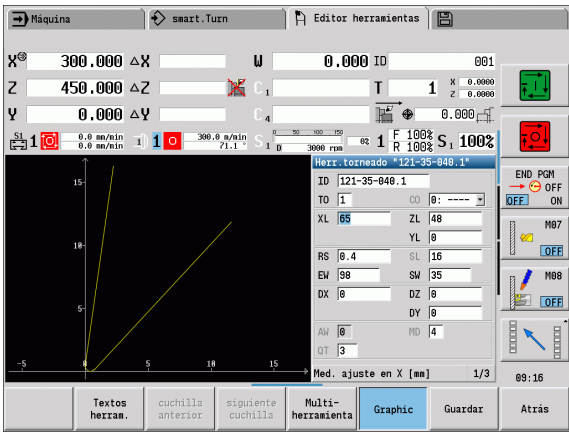 Máquina
smart.Turn
Editor herramientas
X 300.000 ΔX
W 0.000 ID 001
Z 450.000 ΔZ
C 1
T 1 X 0.0000
Z 0.0000
Y 0.000 ΔY
C 4
0.000
S1 1 0.0 mm/min
0.0 mm/min
1 1 300.0 m/min
71.1 °
S 1 0 50 100 150
D 3000 rpm
0% 1 F 100%
R 100%
S 1 100%
END PGM
OFF
OFF ON
M07
OFF
M08
OFF
09:16
15
10
5
-5 0 5 10 15
Herr.torneado "121-35-040.1"
ID 121-35-040.1
TO 1 CO 0: ----
XL 65 ZL 48
YL 0
RS 0.4 SL 16
EW 98 SW 35
DX 0 DZ 0
DY 0
AW 0 MD 4
QT 3
Med. ajuste en X [mm] 1/3
Textos herram.
cuchilla anterior
siguiente cuchilla
Multi-herramienta
Graphic
Guardar
Atrás